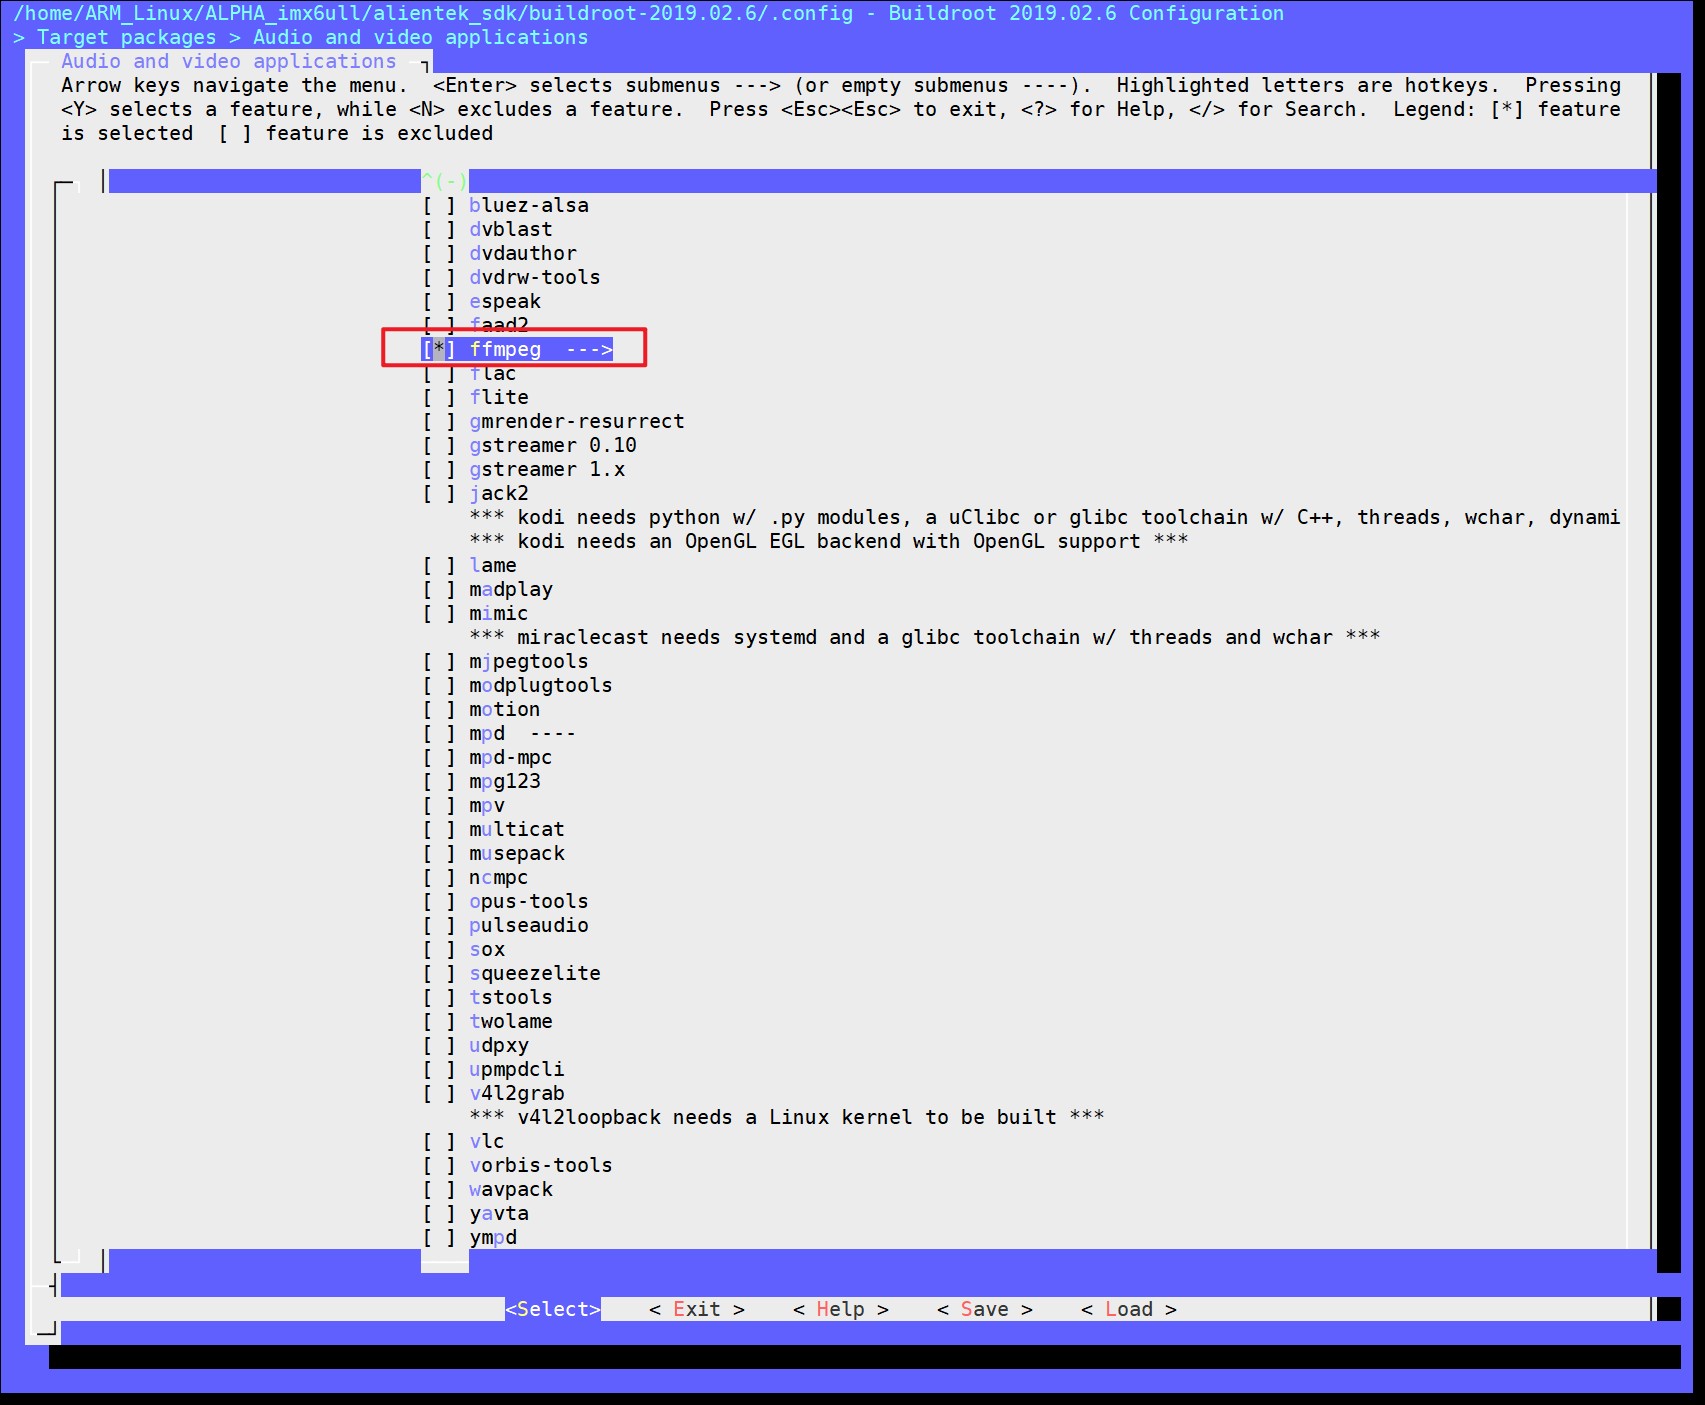 /home/ARM_Linux/ALPHA_imx6ull/alientek_sdk/buildroot-2019.02.6/.config - Buildroot 2019.02.6 Configuration
> Target packages > Audio and video applications
Audio and video applications
Arrow keys navigate the menu.  <Enter> selects submenus ---> (or empty submenus ----).  Highlighted letters are hotkeys.  Pressing
<Y> selects a feature, while <N> excludes a feature.  Press <Esc><Esc> to exit, <?> for Help, </> for Search.  Legend: [*] feature
is selected  [ ] feature is excluded
^(-)
[ ] bluez-alsa
[ ] dvblast
[ ] dvdauthor
[ ] dvdrw-tools
[ ] espeak
[ ] faad2
[*] ffmpeg  --->
[ ] flac
[ ] flite
[ ] gmrender-resurrect
[ ] gstreamer 0.10
[ ] gstreamer 1.x
[ ] jack2
*** kodi needs python w/ .py modules, a uClibc or glibc toolchain w/ C++, threads, wchar, dynami
*** kodi needs an OpenGL EGL backend with OpenGL support ***
[ ] lame
[ ] madplay
[ ] mimic
*** miraclecast needs systemd and a glibc toolchain w/ threads and wchar ***
[ ] mjpegtools
[ ] modplugtools
[ ] motion
[ ] mpd  ----
[ ] mpd-mpc
[ ] mpg123
[ ] mpv
[ ] multicat
[ ] musepack
[ ] ncmpc
[ ] opus-tools
[ ] pulseaudio
[ ] sox
[ ] squeezelite
[ ] tstools
[ ] twolame
[ ] udpxy
[ ] upmpdcli
[ ] v4l2grab
*** v4l2loopback needs a Linux kernel to be built ***
[ ] vlc
[ ] vorbis-tools
[ ] wavpack
[ ] yavta
[ ] ympd
<Select>    < Exit >    < Help >    < Save >    < Load >